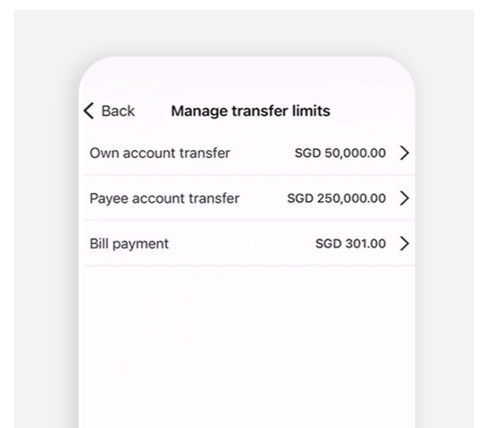 Back Manage transfer limits
Own account transfer SGD 50,000.00
Payee account transfer SGD 250,000.00
Bill payment SGD 301.00